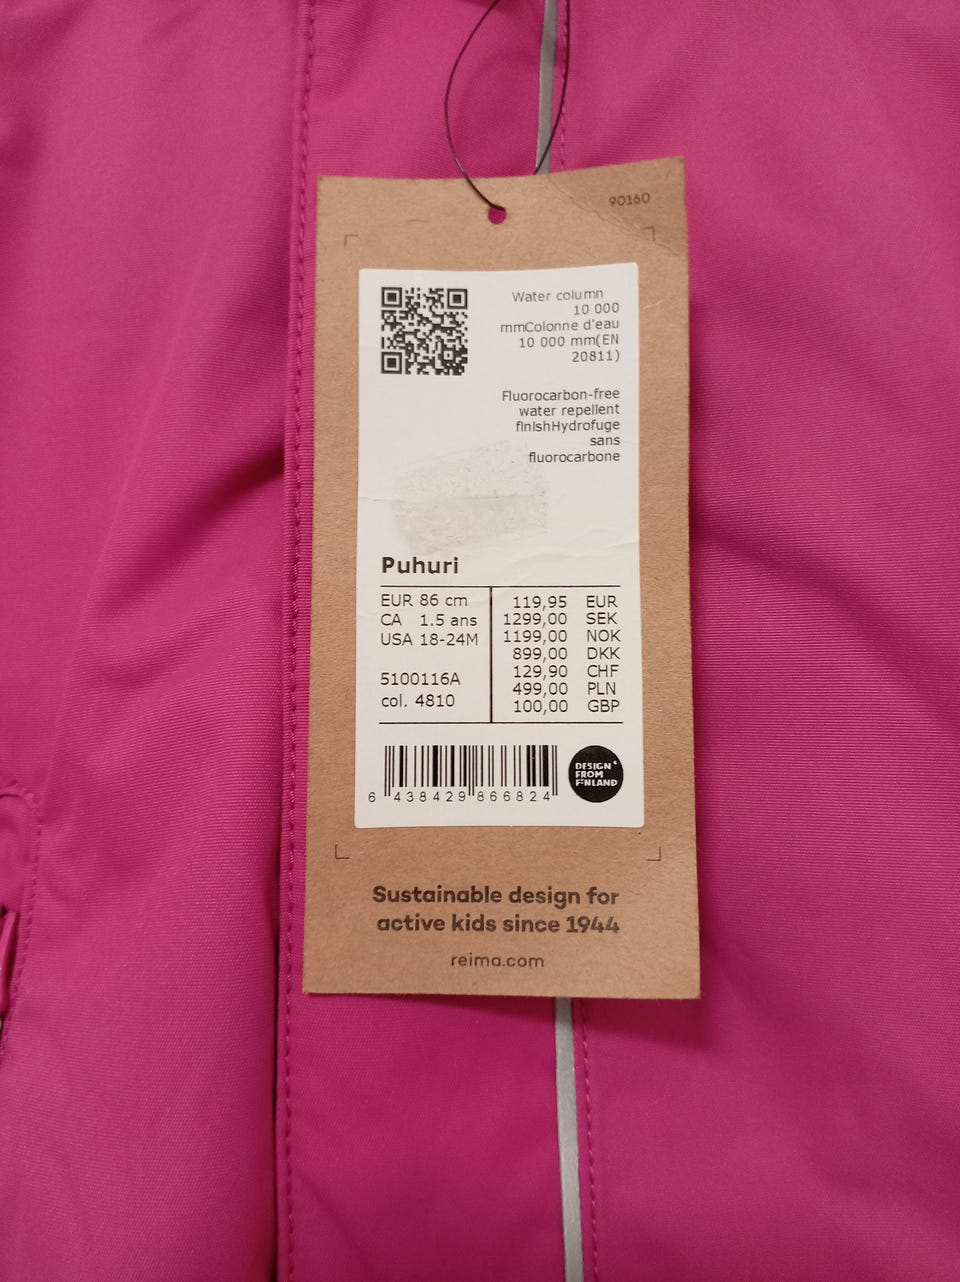 90160
Water column
10 000
mmColonne d'eau
10 000 mm(EN
20811)
Fluorocarbon-free
water repellent
finishHydrofuge
sans
fluorocarbone
Puhuri
EUR 86 cm
CA 1.5 ans
USA 18-24M
5100116A
col. 4810
119,95 EUR
1299,00 SEK
1199,00 NOK
899,00 DKK
129,90 CHF
499,00 PLN
100,00 GBP
6 438429 866824
DESIGN
FROM
FINLAND
Sustainable design for
active kids since 1944
reima.com